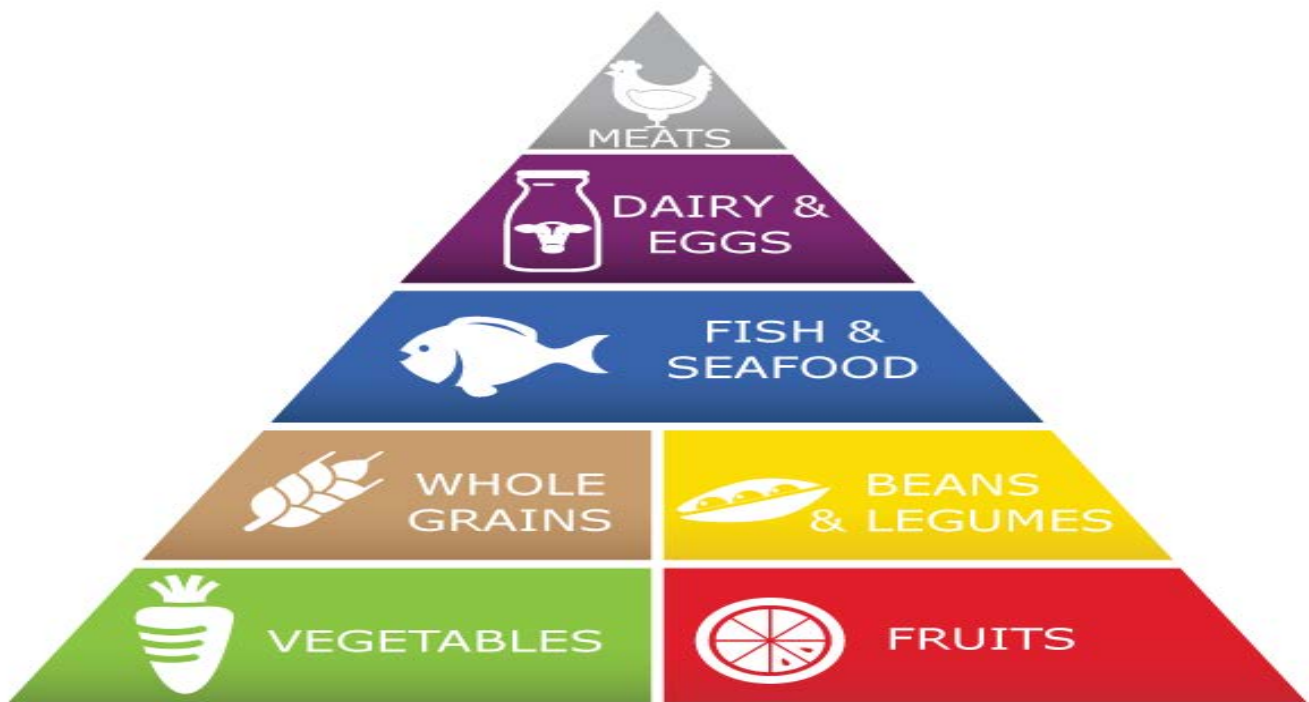 MEATS
DAIRY &
EGGS
FISH &
SEAFOOD
WHOLE
GRAINS
BEANS
& LEGUMES
VEGETABLES
FRUITS